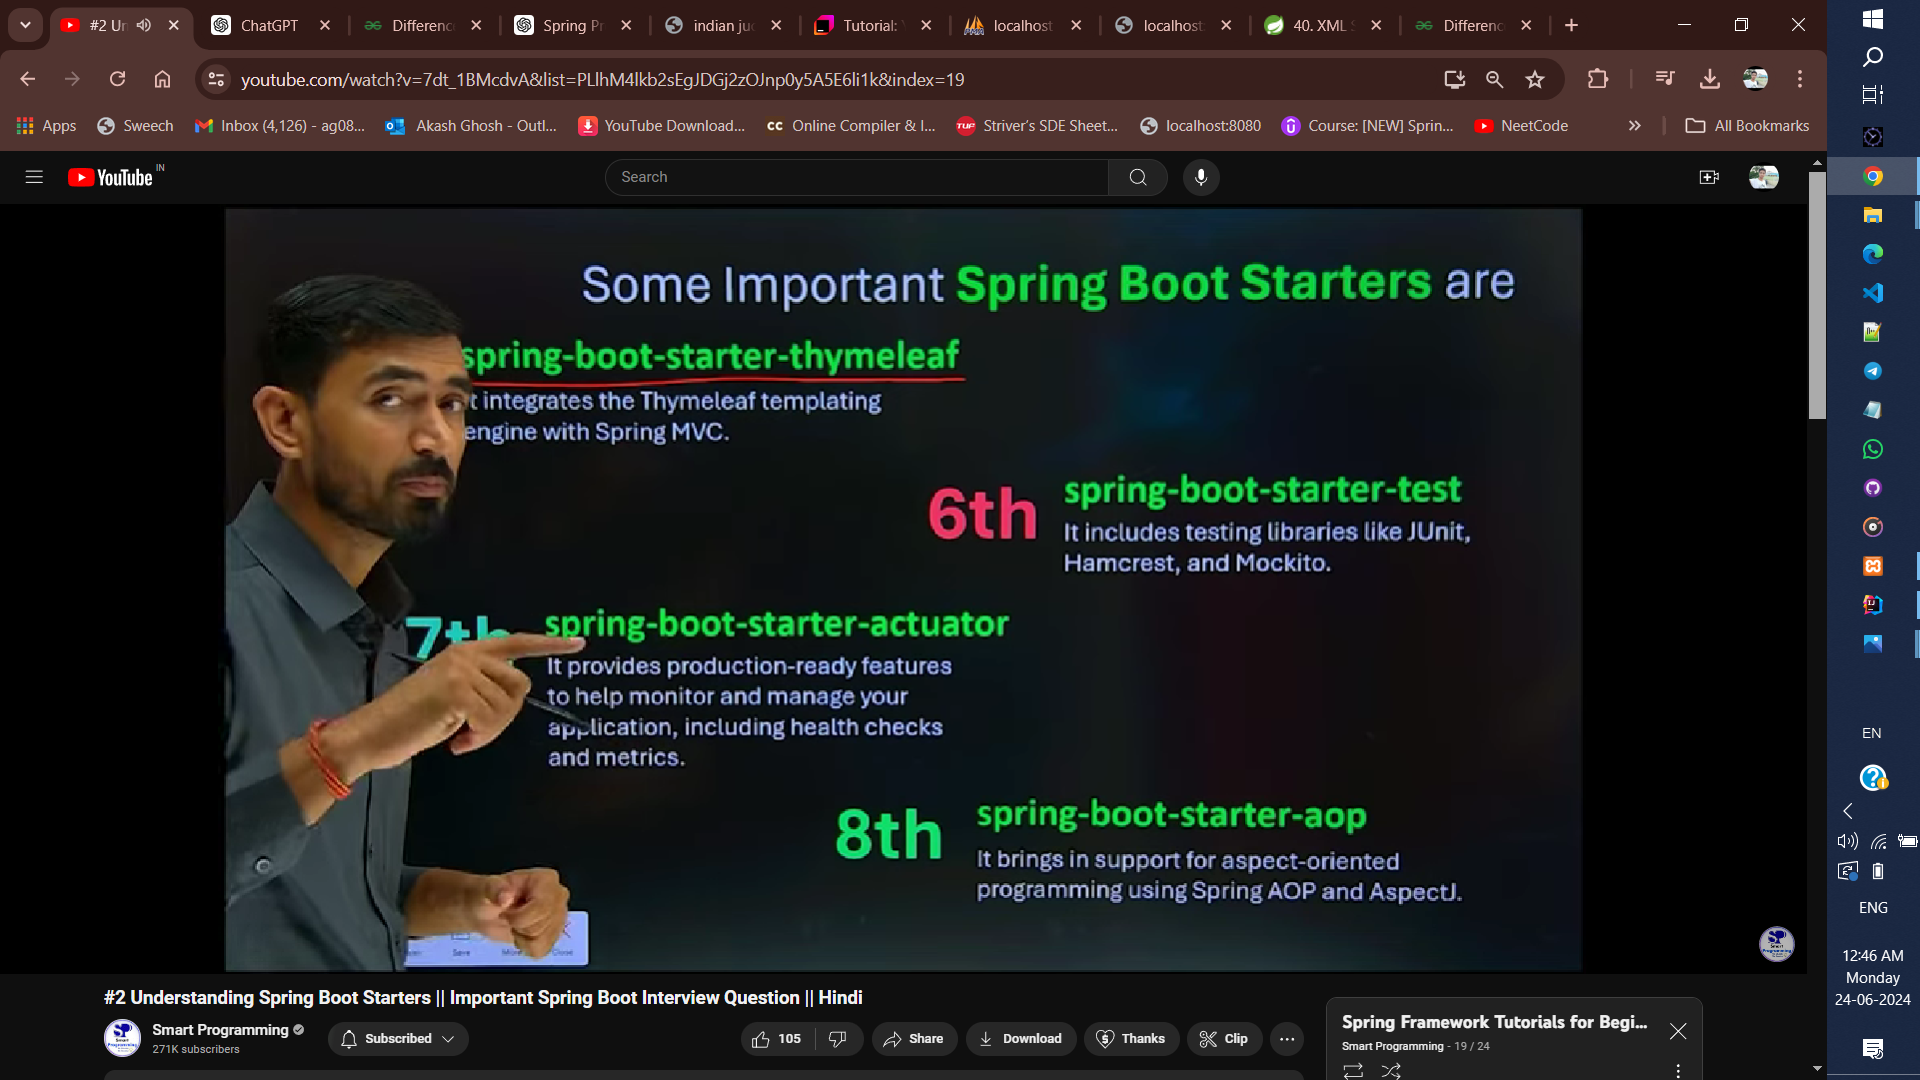 #2 Un
ChatGPT
Differenc
Spring Pr
indian juc
Tutorial:
localhost
localhost:
40. XML S
Differenc
youtube.com/watch?v=7dt_1BMcdvA&list=PLlhM4lkb2sEgJDGj2zOJnp0y5A5E6li1k&index=19
Apps
Sweech
Inbox (4,126) - ag08...
Akash Ghosh - Outl...
YouTube Download...
CC
Online Compiler & I...
TUF
Striver's SDE Sheet...
localhost:8080
Course: [NEW] Sprin...
NeetCode
All Bookmarks
YouTube IN
Search
Some Important Spring Boot Starters are
spring-boot-starter-thymeleaf
t integrates the Thymeleaf templating
engine with Spring MVC.
6th
spring-boot-starter-test
It includes testing libraries like JUnit,
Hamcrest, and Mockito.
7th
spring-boot-starter-actuator
It provides production-ready features
to help monitor and manage your
application, including health checks
and metrics.
8th
spring-boot-starter-aop
It brings in support for aspect-oriented
programming using Spring AOP and AspectJ.
Save
More
Close
#2 Understanding Spring Boot Starters || Important Spring Boot Interview Question || Hindi
Smart Programming
271K subscribers
Subscribed
105
Share
Download
Thanks
Clip
Spring Framework Tutorials for Begi...
Smart Programming - 19 / 24
EN
ENG
12:46 AM
Monday
24-06-2024